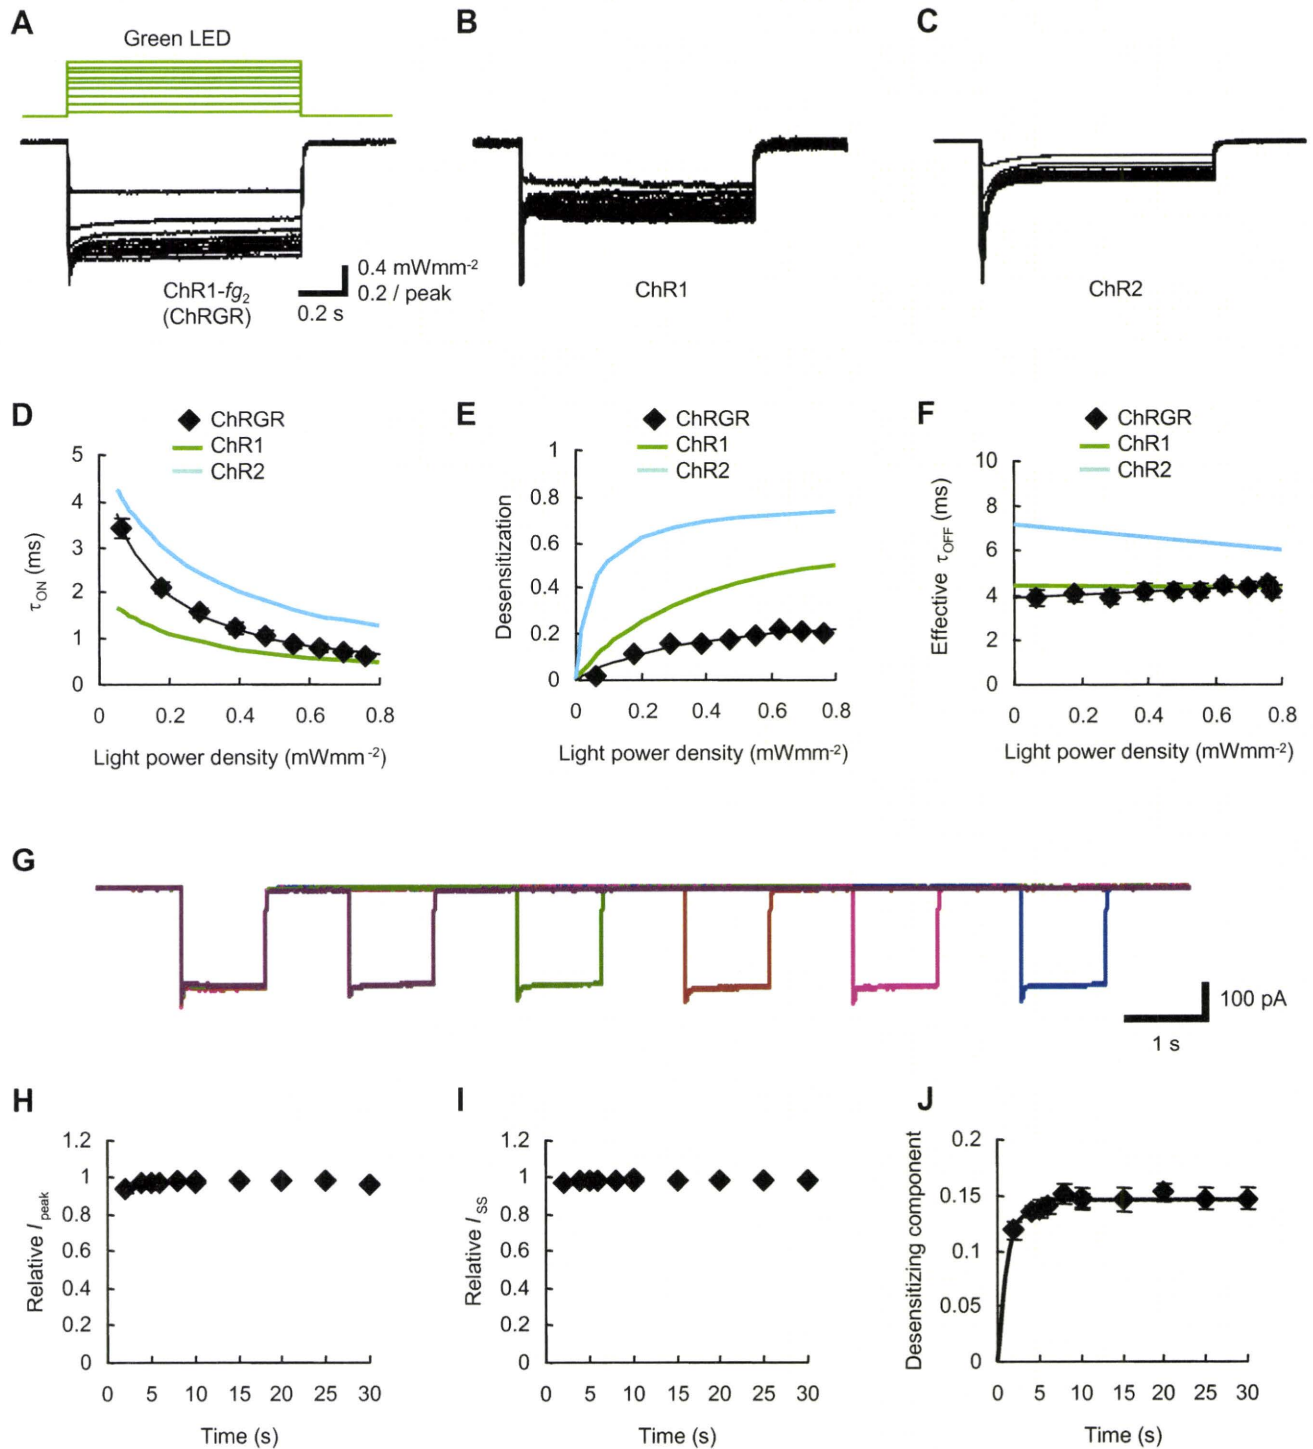 A
B
C
Green LED
ChR1-fg₂
(ChRGR)
0.4 mWmm⁻²
0.2 / peak
0.2 s
ChR1
ChR2
D
ChRGR
ChR1
ChR2
5
4
3
2
1
0
τON (ms)
0 0.2 0.4 0.6 0.8
Light power density (mWmm⁻²)
E
ChRGR
ChR1
ChR2
1
0.8
0.6
0.4
0.2
0
Desensitization
0 0.2 0.4 0.6 0.8
Light power density (mWmm⁻²)
F
ChRGR
ChR1
ChR2
10
8
6
4
2
0
Effective τOFF (ms)
0 0.2 0.4 0.6 0.8
Light power density (mWmm⁻²)
G
100 pA
1 s
H
1.2
1
0.8
0.6
0.4
0.2
0
Relative Ipeak
0 5 10 15 20 25 30
Time (s)
I
1.2
1
0.8
0.6
0.4
0.2
0
Relative ISS
0 5 10 15 20 25 30
Time (s)
J
0.2
0.15
0.1
0.05
0
Desensitizing component
0 5 10 15 20 25 30
Time (s)